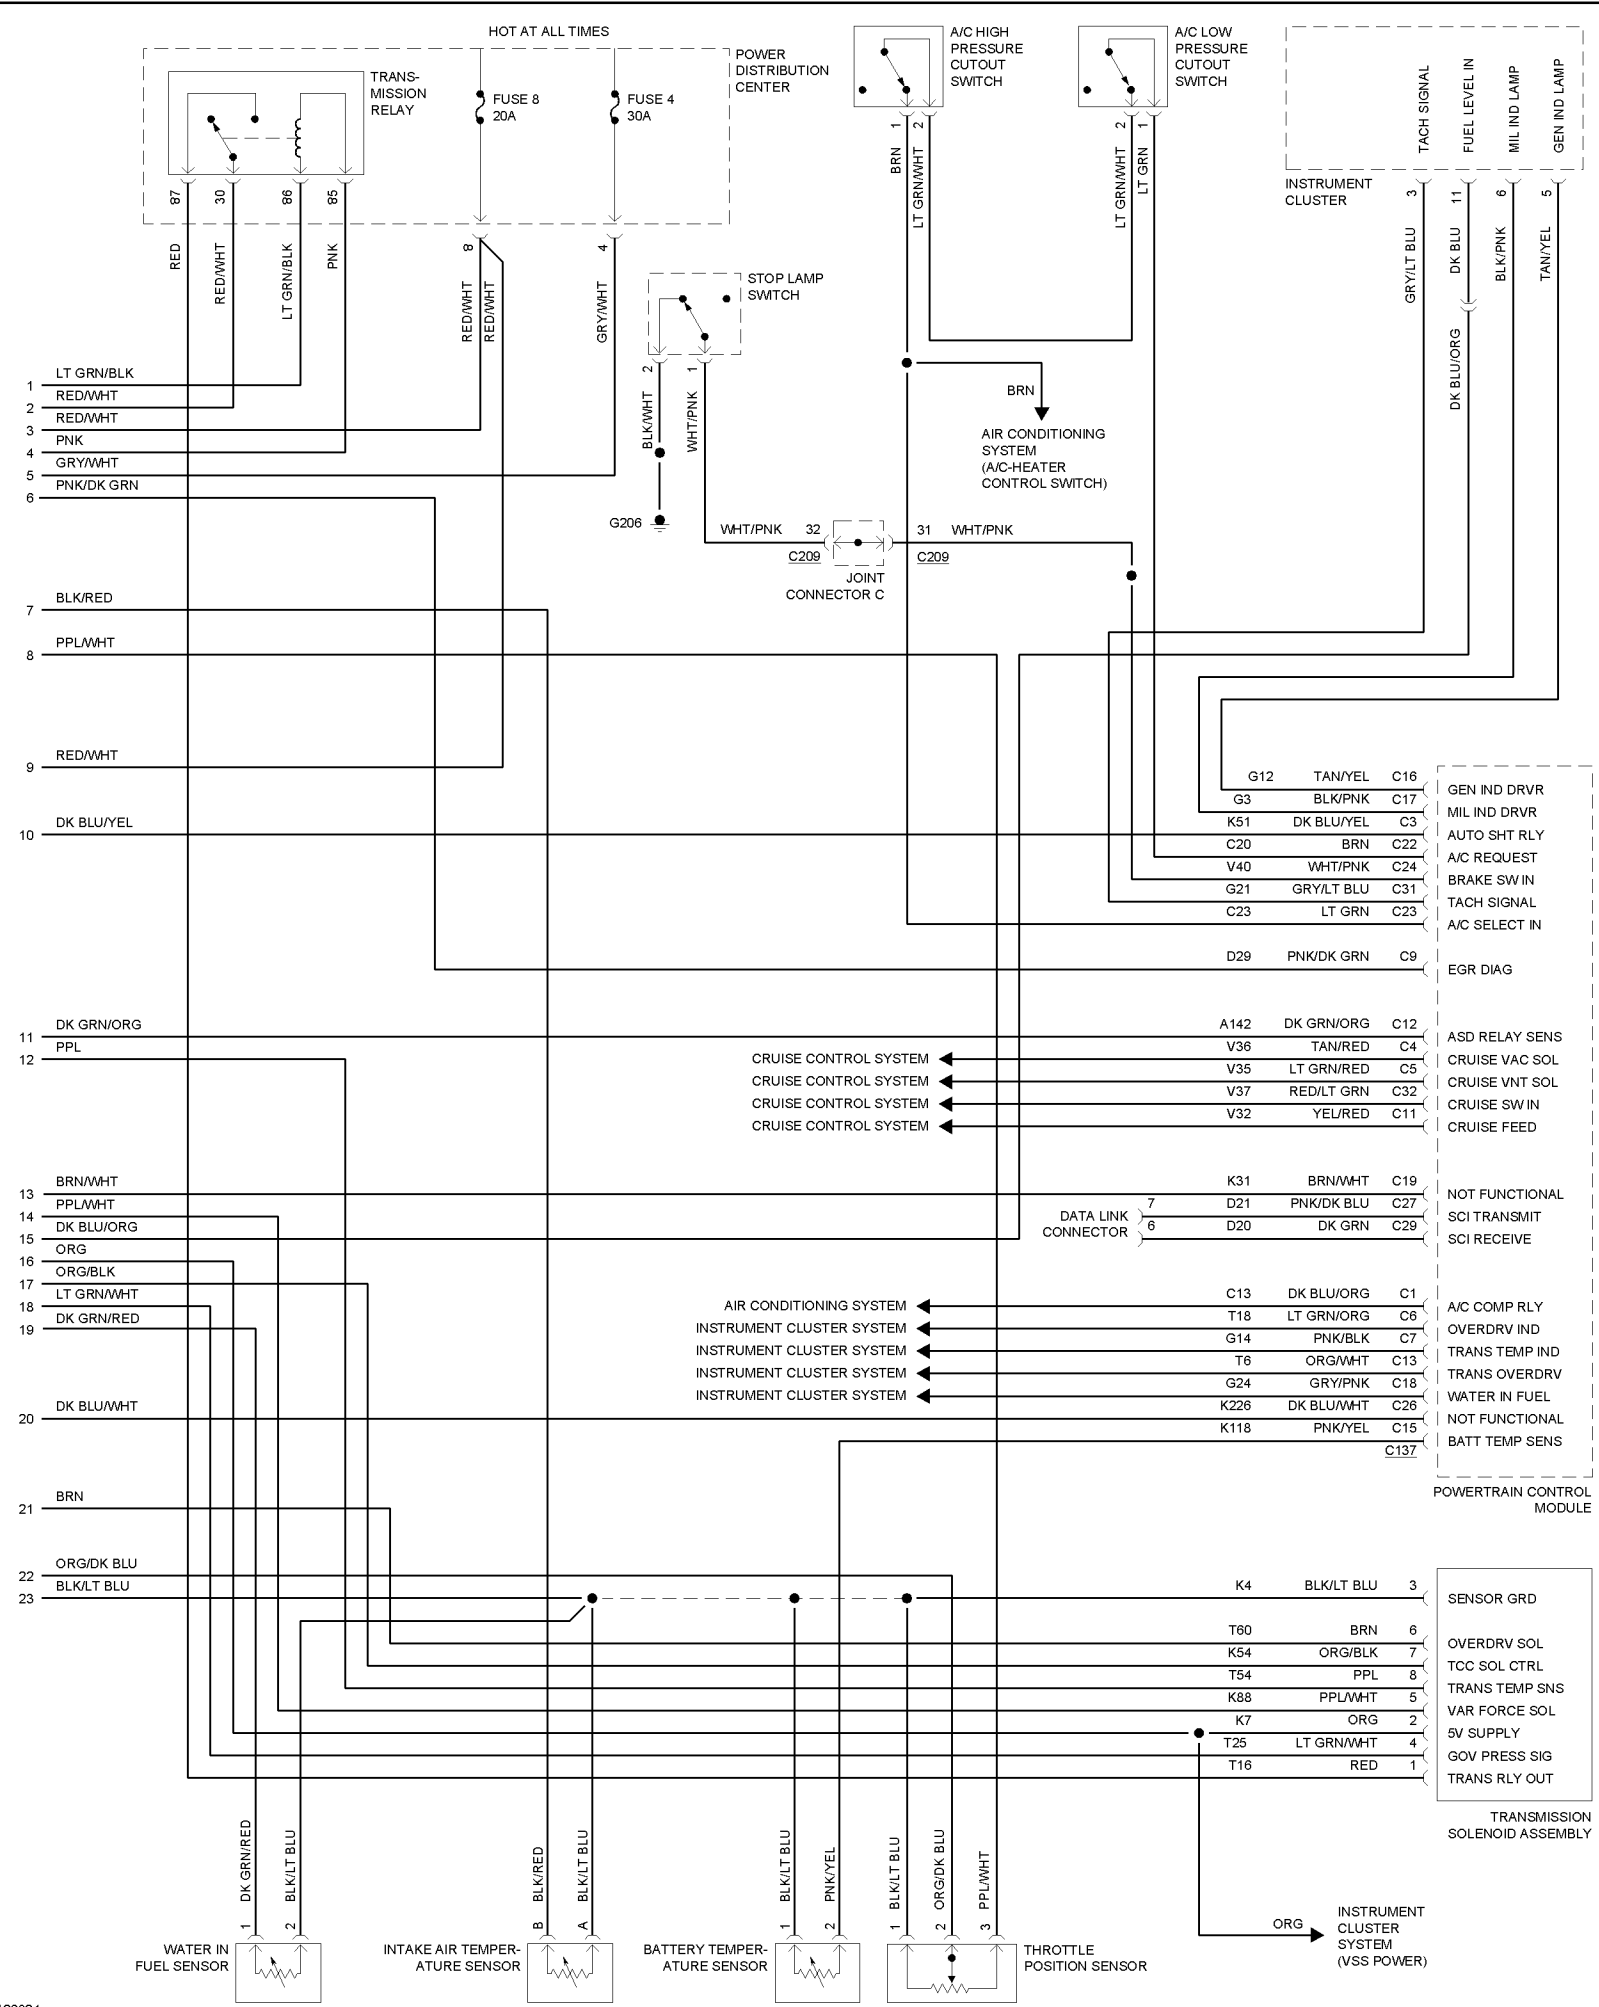 HOT AT ALL TIMES
POWER
DISTRIBUTION
CENTER
TRANS-
MISSION
RELAY
FUSE 8
20A
FUSE 4
30A
87
30
86
85
8
4
RED
RED/WHT
LT GRN/BLK
PNK
RED/WHT
RED/WHT
GRY/WHT
STOP LAMP
SWITCH
2
1
BLK/WHT
WHT/PNK
G206
A/C HIGH
PRESSURE
CUTOUT
SWITCH
1
2
BRN
LT GRN/WHT
A/C LOW
PRESSURE
CUTOUT
SWITCH
2
1
LT GRN/WHT
LT GRN
BRN
AIR CONDITIONING
SYSTEM
(A/C-HEATER
CONTROL SWITCH)
WHT/PNK 32
C209
31 WHT/PNK
C209
JOINT
CONNECTOR C
TACH SIGNAL
FUEL LEVEL IN
MIL IND LAMP
GEN IND LAMP
INSTRUMENT
CLUSTER
3
11
6
5
GRY/LT BLU
DK BLU
BLK/PNK
TAN/YEL
DK BLU/ORG
1 LT GRN/BLK
2 RED/WHT
3 RED/WHT
4 PNK
5 GRY/WHT
6 PNK/DK GRN
7 BLK/RED
8 PPL/WHT
9 RED/WHT
10 DK BLU/YEL
11 DK GRN/ORG
12 PPL
13 BRN/WHT
14 PPL/WHT
15 DK BLU/ORG
16 ORG
17 ORG/BLK
18 LT GRN/WHT
19 DK GRN/RED
20 DK BLU/WHT
21 BRN
22 ORG/DK BLU
23 BLK/LT BLU
G12 TAN/YEL C16 GEN IND DRVR
G3 BLK/PNK C17 MIL IND DRVR
K51 DK BLU/YEL C3 AUTO SHT RLY
C20 BRN C22 A/C REQUEST
V40 WHT/PNK C24 BRAKE SW IN
G21 GRY/LT BLU C31 TACH SIGNAL
C23 LT GRN C23 A/C SELECT IN
D29 PNK/DK GRN C9 EGR DIAG
A142 DK GRN/ORG C12 ASD RELAY SENS
CRUISE CONTROL SYSTEM V36 TAN/RED C4 CRUISE VAC SOL
CRUISE CONTROL SYSTEM V35 LT GRN/RED C5 CRUISE VNT SOL
CRUISE CONTROL SYSTEM V37 RED/LT GRN C32 CRUISE SW IN
CRUISE CONTROL SYSTEM V32 YEL/RED C11 CRUISE FEED
K31 BRN/WHT C19 NOT FUNCTIONAL
DATA LINK
CONNECTOR
7 D21 PNK/DK BLU C27 SCI TRANSMIT
6 D20 DK GRN C29 SCI RECEIVE
AIR CONDITIONING SYSTEM C13 DK BLU/ORG C1 A/C COMP RLY
INSTRUMENT CLUSTER SYSTEM T18 LT GRN/ORG C6 OVERDRV IND
INSTRUMENT CLUSTER SYSTEM G14 PNK/BLK C7 TRANS TEMP IND
INSTRUMENT CLUSTER SYSTEM T6 ORG/WHT C13 TRANS OVERDRV
INSTRUMENT CLUSTER SYSTEM G24 GRY/PNK C18 WATER IN FUEL
K226 DK BLU/WHT C26 NOT FUNCTIONAL
K118 PNK/YEL C15 BATT TEMP SENS
C137
POWERTRAIN CONTROL
MODULE
K4 BLK/LT BLU 3 SENSOR GRD
T60 BRN 6 OVERDRV SOL
K54 ORG/BLK 7 TCC SOL CTRL
T54 PPL 8 TRANS TEMP SNS
K88 PPL/WHT 5 VAR FORCE SOL
K7 ORG 2 5V SUPPLY
T25 LT GRN/WHT 4 GOV PRESS SIG
T16 RED 1 TRANS RLY OUT
TRANSMISSION
SOLENOID ASSEMBLY
DK GRN/RED
BLK/LT BLU
1
2
WATER IN
FUEL SENSOR
BLK/RED
BLK/LT BLU
B
A
INTAKE AIR TEMPER-
ATURE SENSOR
BLK/LT BLU
PNK/YEL
1
2
BATTERY TEMPER-
ATURE SENSOR
BLK/LT BLU
ORG/DK BLU
PPL/WHT
1
2
3
THROTTLE
POSITION SENSOR
ORG
INSTRUMENT
CLUSTER
SYSTEM
(VSS POWER)